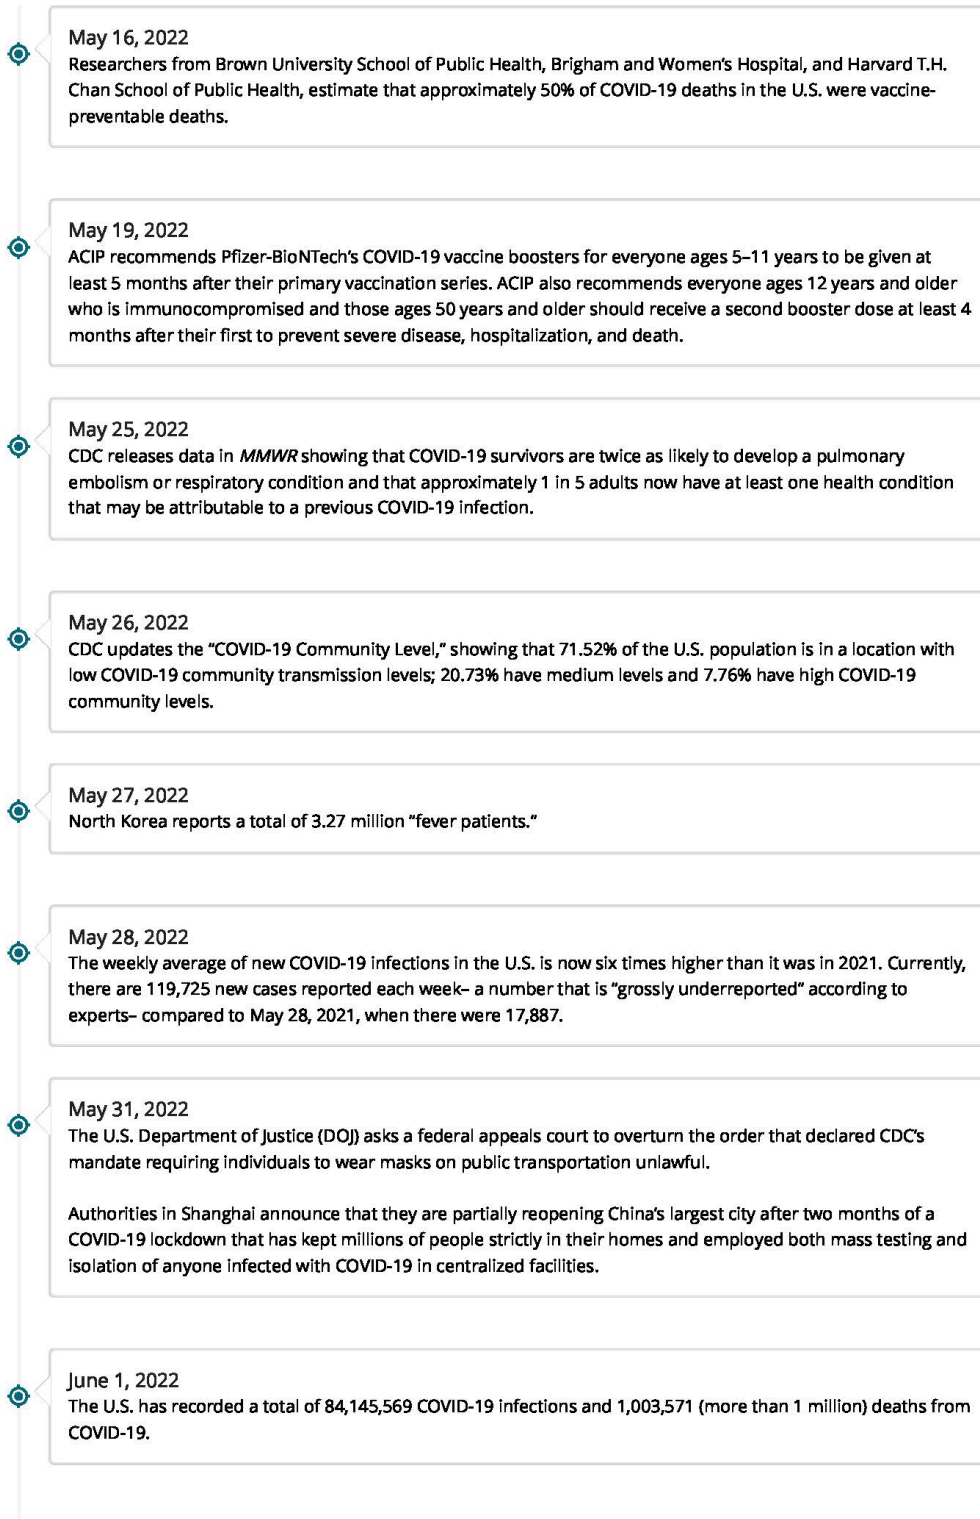 May 16, 2022
Researchers from Brown University School of Public Health, Brigham and Women's Hospital, and Harvard T.H.
Chan School of Public Health, estimate that approximately 50% of COVID-19 deaths in the U.S. were vaccine-
preventable deaths.
May 19, 2022
ACIP recommends Pfizer-BioNTech's COVID-19 vaccine boosters for everyone ages 5–11 years to be given at
least 5 months after their primary vaccination series. ACIP also recommends everyone ages 12 years and older
who is immunocompromised and those ages 50 years and older should receive a second booster dose at least 4
months after their first to prevent severe disease, hospitalization, and death.
May 25, 2022
CDC releases data in MMWR showing that COVID-19 survivors are twice as likely to develop a pulmonary
embolism or respiratory condition and that approximately 1 in 5 adults now have at least one health condition
that may be attributable to a previous COVID-19 infection.
May 26, 2022
CDC updates the "COVID-19 Community Level," showing that 71.52% of the U.S. population is in a location with
low COVID-19 community transmission levels; 20.73% have medium levels and 7.76% have high COVID-19
community levels.
May 27, 2022
North Korea reports a total of 3.27 million "fever patients."
May 28, 2022
The weekly average of new COVID-19 infections in the U.S. is now six times higher than it was in 2021. Currently,
there are 119,725 new cases reported each week– a number that is "grossly underreported" according to
experts– compared to May 28, 2021, when there were 17,887.
May 31, 2022
The U.S. Department of Justice (DOJ) asks a federal appeals court to overturn the order that declared CDC's
mandate requiring individuals to wear masks on public transportation unlawful.
Authorities in Shanghai announce that they are partially reopening China's largest city after two months of a
COVID-19 lockdown that has kept millions of people strictly in their homes and employed both mass testing and
isolation of anyone infected with COVID-19 in centralized facilities.
June 1, 2022
The U.S. has recorded a total of 84,145,569 COVID-19 infections and 1,003,571 (more than 1 million) deaths from
COVID-19.